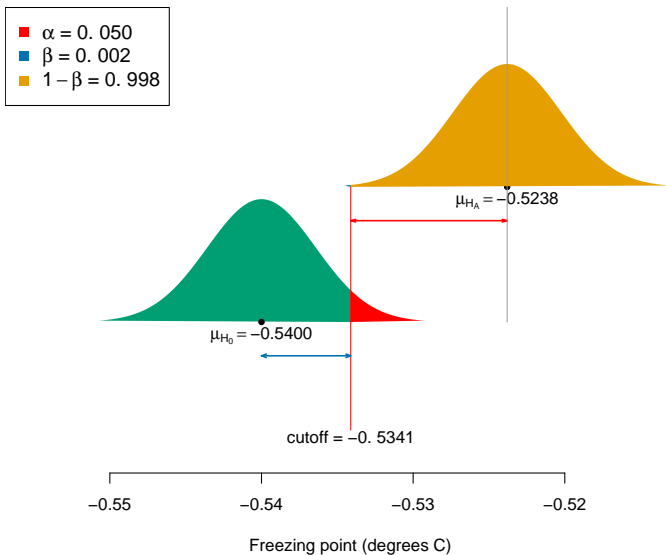 α = 0. 050
β = 0. 002
1 − β = 0. 998
μHA = −0.5238
μH0 = −0.5400
cutoff = −0. 5341
−0.55 −0.54 −0.53 −0.52
Freezing point (degrees C)